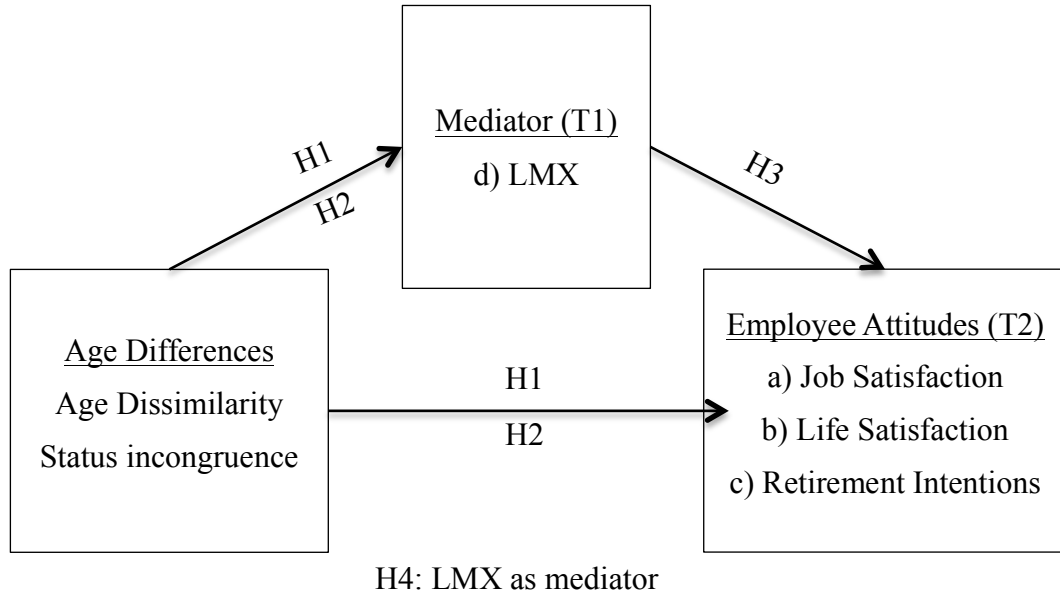 Mediator (T1)
d) LMX
H1
H2
H3
Age Differences
Age Dissimilarity
Status incongruence
H1
H2
Employee Attitudes (T2)
a) Job Satisfaction
b) Life Satisfaction
c) Retirement Intentions
H4: LMX as mediator